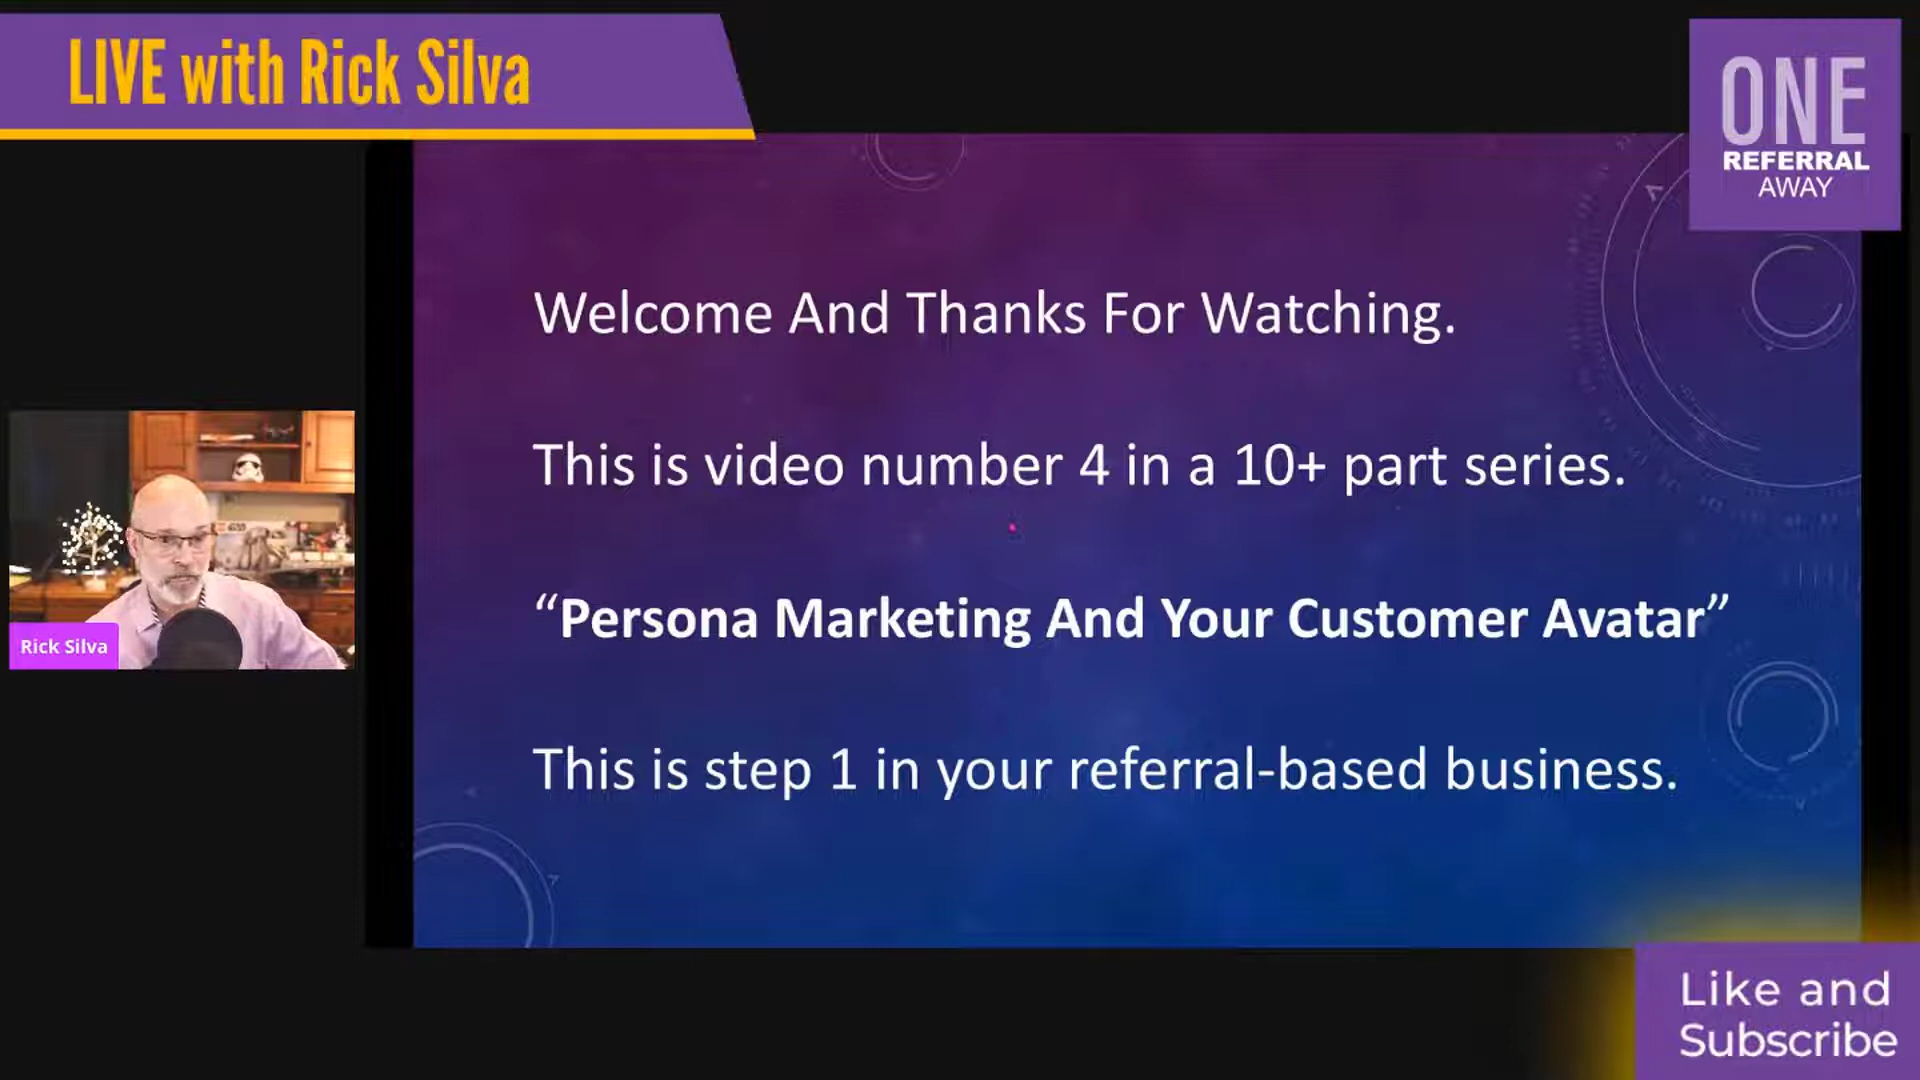 LIVE with Rick Silva
ONE
REFERRAL
AWAY
Welcome And Thanks For Watching.
This is video number 4 in a 10+ part series.
“Persona Marketing And Your Customer Avatar”
This is step 1 in your referral-based business.
Rick Silva
Like and
Subscribe